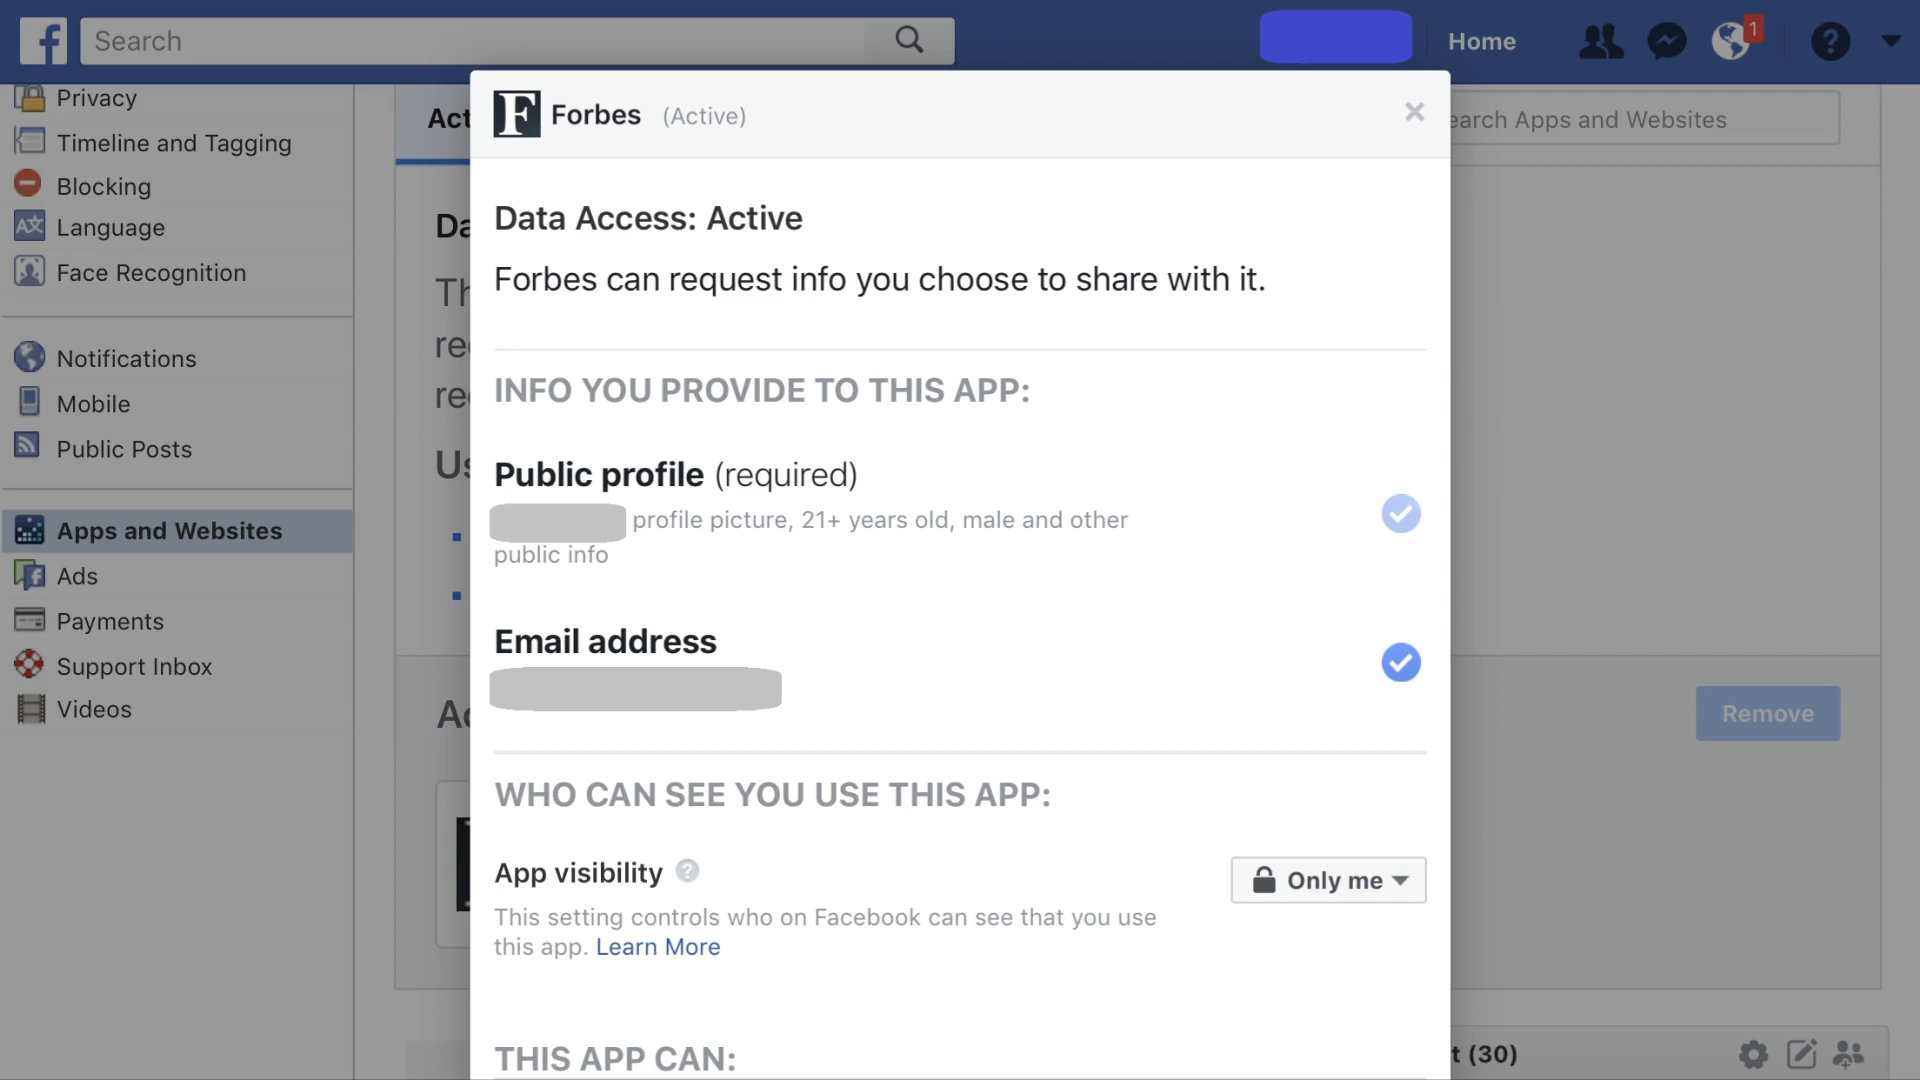 Search
Home
1
Privacy
Timeline and Tagging
Blocking
Language
Face Recognition
Notifications
Mobile
Public Posts
Apps and Websites
Ads
Payments
Support Inbox
Videos
Forbes (Active)
Apps and Websites
Data Access: Active
Forbes can request info you choose to share with it.
INFO YOU PROVIDE TO THIS APP:
Public profile (required)
profile picture, 21+ years old, male and other
public info
Email address
Remove
WHO CAN SEE YOU USE THIS APP:
App visibility ?
Only me
This setting controls who on Facebook can see that you use
this app. Learn More
THIS APP CAN:
(30)